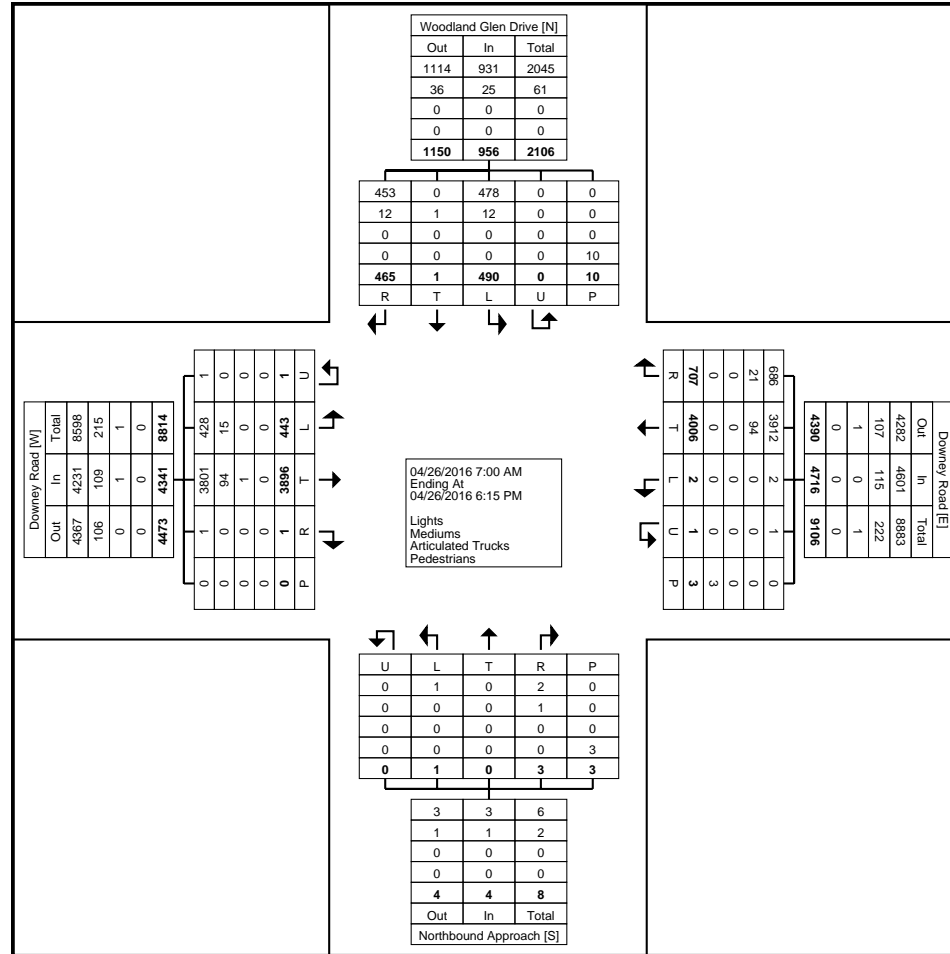 Woodland Glen Drive [N]
Out In Total
1114 931 2045
36 25 61
0 0 0
0 0 0
1150 956 2106
453 0 478 0 0
12 1 12 0 0
0 0 0 0 0
0 0 0 0 10
465 1 490 0 10
R T L U P
Downey Road [W]
Total In Out
8598 4231 4367
215 109 106
1 1 0
0 0 0
8814 4341 4473
1 428 3801 1 0
0 15 94 0 0
0 0 1 0 0
0 0 0 0 0
1 443 3896 1 0
U L T R P
04/26/2016 7:00 AM
Ending At
04/26/2016 6:15 PM
Lights
Mediums
Articulated Trucks
Pedestrians
Downey Road [E]
Out In Total
4282 4601 8883
107 115 222
1 0 1
0 0 0
4390 4716 9106
686 3912 2 1 0
21 94 0 0 0
0 0 0 0 0
0 0 0 0 3
707 4006 2 1 3
R T L U P
U L T R P
0 1 0 2 0
0 0 0 1 0
0 0 0 0 0
0 0 0 0 3
0 1 0 3 3
3 3 6
1 1 2
0 0 0
0 0 0
4 4 8
Out In Total
Northbound Approach [S]